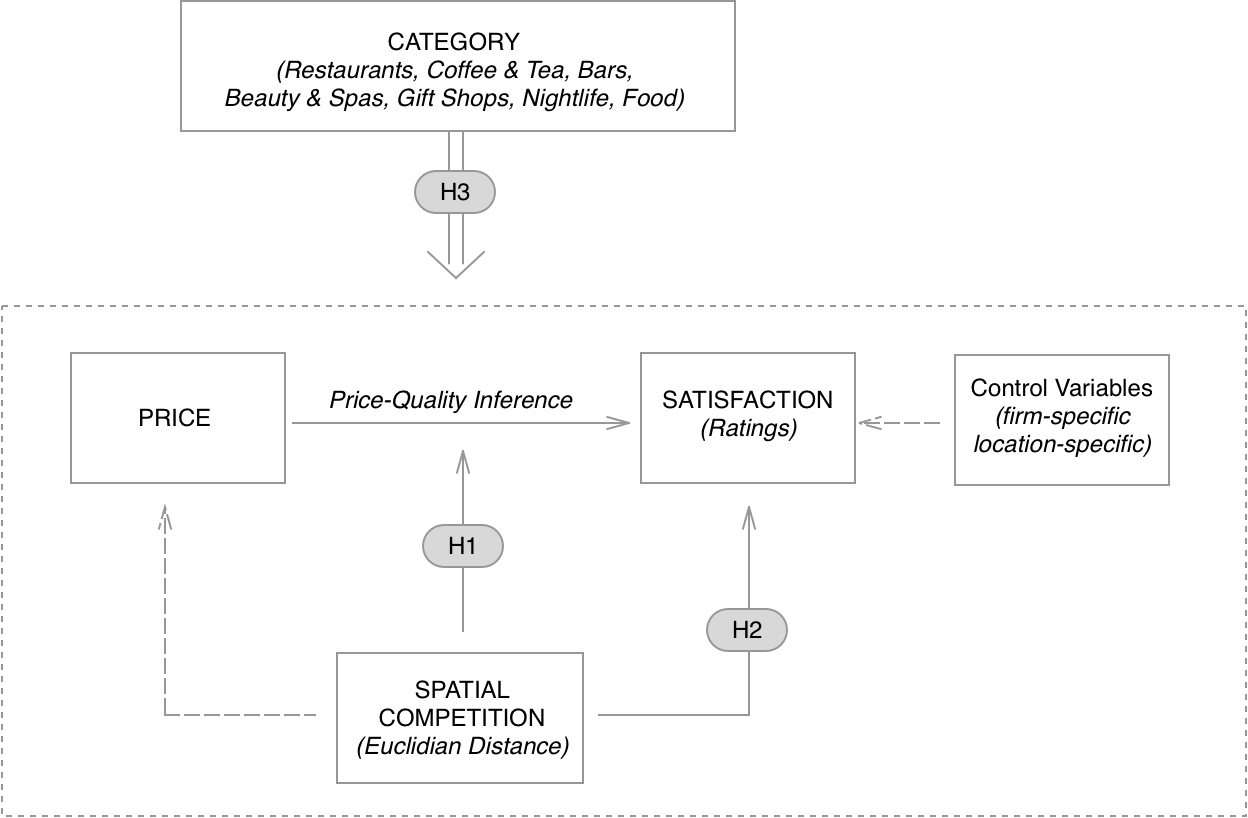 CATEGORY
(Restaurants, Coffee & Tea, Bars,
Beauty & Spas, Gift Shops, Nightlife, Food)
H3
PRICE
Price-Quality Inference
SATISFACTION
(Ratings)
Control Variables
(firm-specific
location-specific)
H1
H2
SPATIAL
COMPETITION
(Euclidian Distance)